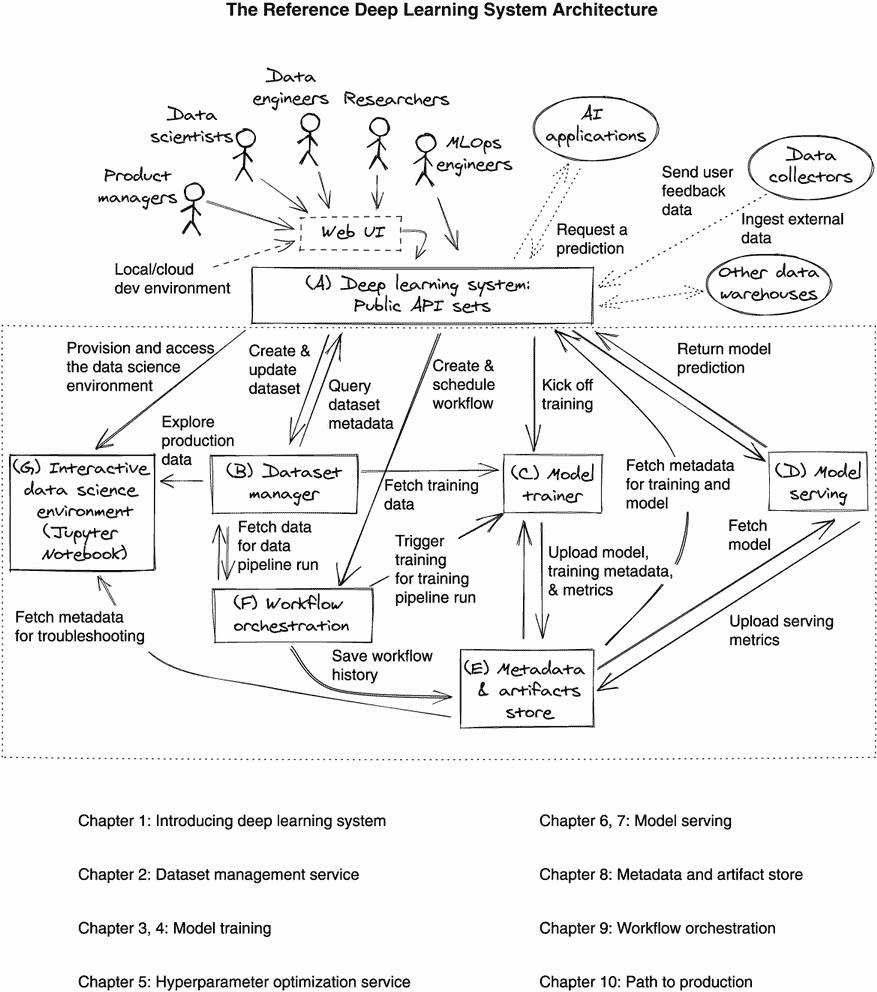 The Reference Deep Learning System Architecture
Data
engineers
Researchers
Data
scientists
MLOps
engineers
Product
managers
AI
applications
Data
collectors
Send user
feedback
data
Ingest external
data
Request a
prediction
Web UI
Local/cloud
dev environment
Other data
warehouses
(A) Deep learning system:
Public API sets
Provision and access
the data science
environment
Create &
update
dataset
Query
dataset
metadata
Create &
schedule
workflow
Kick off
training
Return model
prediction
Explore
production
data
(G) Interactive
data science
environment
(Jupyter
Notebook)
(B) Dataset
manager
Fetch training
data
(C) Model
trainer
Fetch metadata
for training and
model
(D) Model
serving
Fetch data
for data
pipeline run
Trigger
training
for training
pipeline run
Upload model,
training metadata,
& metrics
Fetch
model
(F) Workflow
orchestration
Fetch metadata
for troubleshooting
Save workflow
history
(E) Metadata
& artifacts
store
Upload serving
metrics
Chapter 1: Introducing deep learning system
Chapter 2: Dataset management service
Chapter 3, 4: Model training
Chapter 5: Hyperparameter optimization service
Chapter 6, 7: Model serving
Chapter 8: Metadata and artifact store
Chapter 9: Workflow orchestration
Chapter 10: Path to production